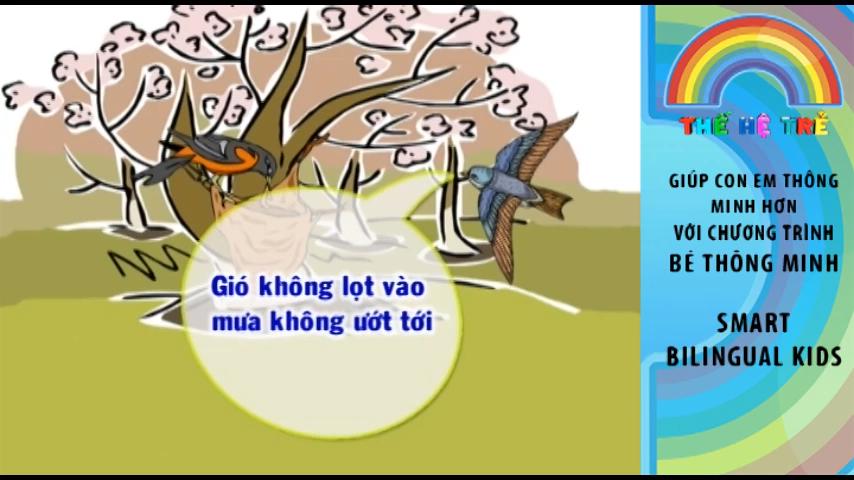 Gió không lọt vào
mưa không ướt tới
THẾ HỆ TRẺ
GIÚP CON EM THÔNG
MINH HƠN
VỚI CHƯƠNG TRÌNH
BÉ THÔNG MINH
SMART
BILINGUAL KIDS